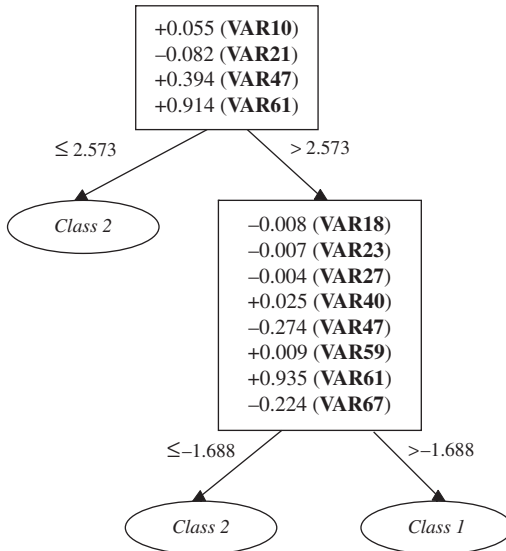 +0.055 (VAR10)
–0.082 (VAR21)
+0.394 (VAR47)
+0.914 (VAR61)
≤ 2.573
> 2.573
Class 2
–0.008 (VAR18)
–0.007 (VAR23)
–0.004 (VAR27)
+0.025 (VAR40)
–0.274 (VAR47)
+0.009 (VAR59)
+0.935 (VAR61)
–0.224 (VAR67)
≤–1.688
>–1.688
Class 2
Class 1